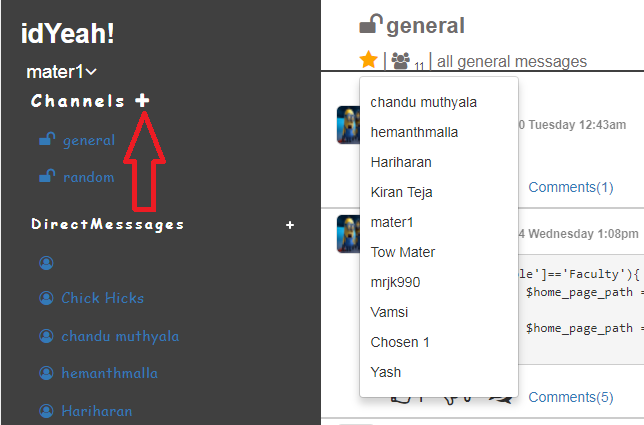 idYeah!
mater1
Channels +
general
random
DirectMesssages +
Chick Hicks
chandu muthyala
hemanthmalla
Hariharan
general
| 11 | all general messages
chandu muthyala
hemanthmalla
Hariharan
Kiran Teja
mater1
Tow Mater
mrjk990
Vamsi
Chosen 1
Yash
0 Tuesday 12:43am
Comments(1)
4 Wednesday 1:08pm
le']=='Faculty'){
$home_page_path =
$home_page_path =
Comments(5)